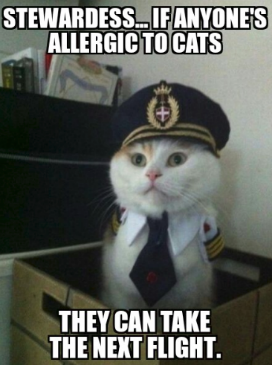 STEWARDESS... IF ANYONE'S
ALLERGIC TO CATS
THEY CAN TAKE
THE NEXT FLIGHT.